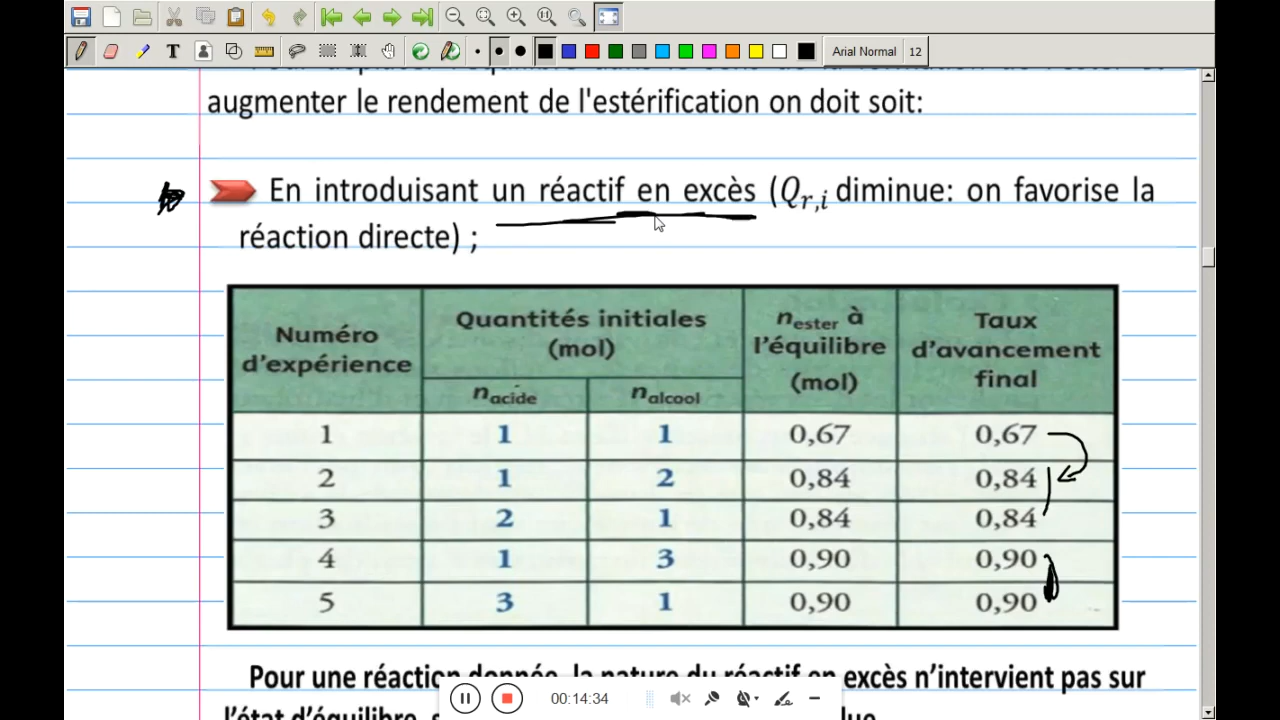 Arial Normal 12
augmenter le rendement de l'estérification on doit soit:
En introduisant un réactif en excès (Qr,i diminue: on favorise la
réaction directe) ;
Numéro d'expérience
Quantités initiales (mol)
nester à l'équilibre (mol)
Taux d'avancement final
nacide nalcool
1 1 1 0,67 0,67
2 1 2 0,84 0,84
3 2 1 0,84 0,84
4 1 3 0,90 0,90
5 3 1 0,90 0,90
Pour une réaction donnée, la nature du réactif en excès n'intervient pas sur
l'état d'équilibre,
00:14:34